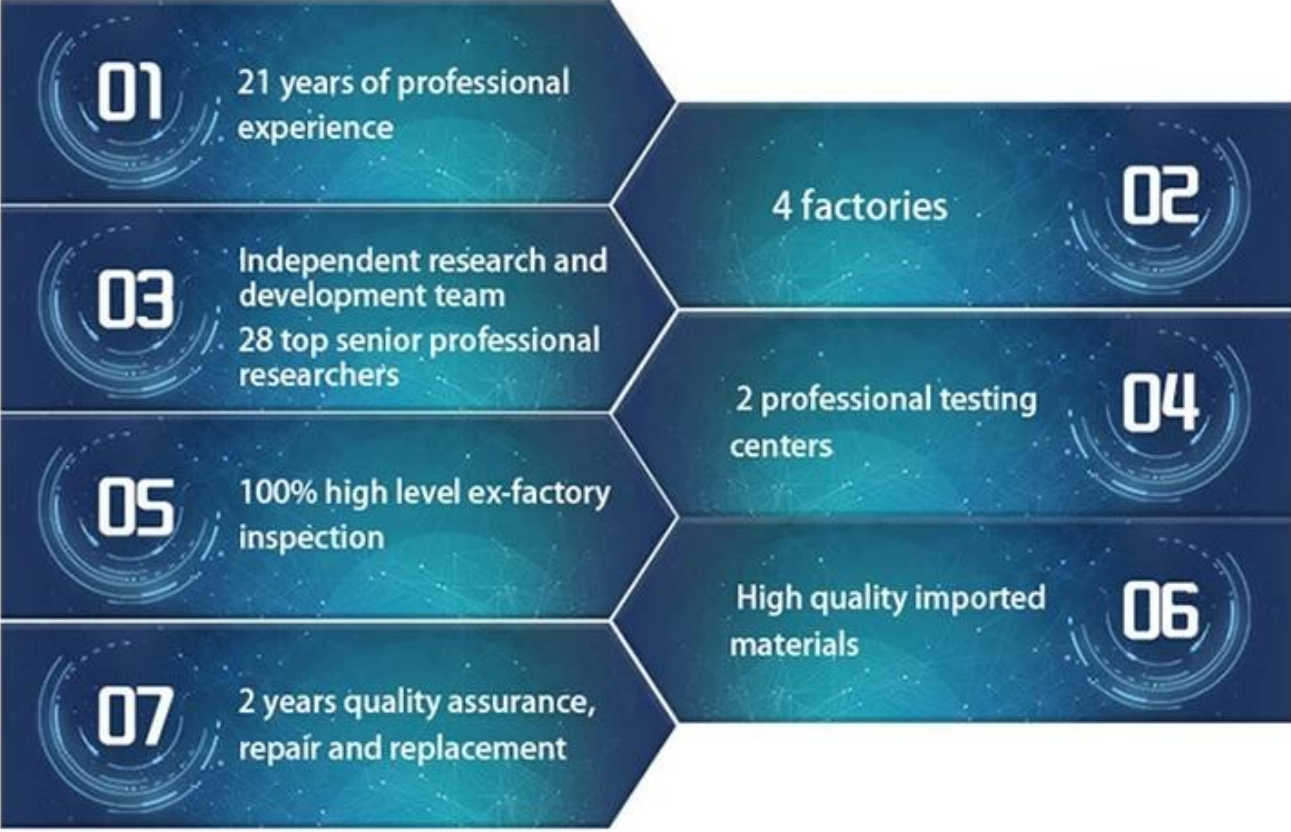 01
21 years of professional
experience
02
4 factories
03
Independent research and
development team
28 top senior professional
researchers
04
2 professional testing
centers
05
100% high level ex-factory
inspection
06
High quality imported
materials
07
2 years quality assurance,
repair and replacement